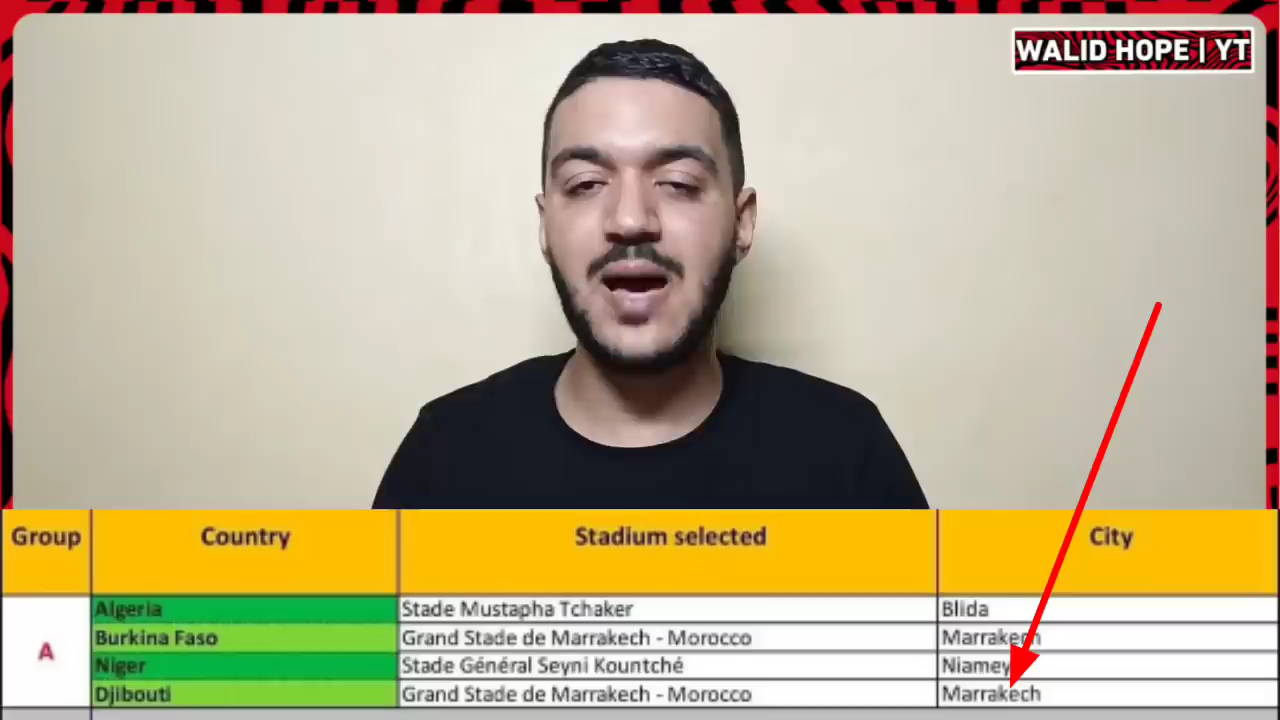 WALID HOPE | YT
Group Country Stadium selected City
A
Algeria Stade Mustapha Tchaker Blida
Burkina Faso Grand Stade de Marrakech - Morocco Marrakech
Niger Stade Général Seyni Kountché Niamey
Djibouti Grand Stade de Marrakech - Morocco Marrakech